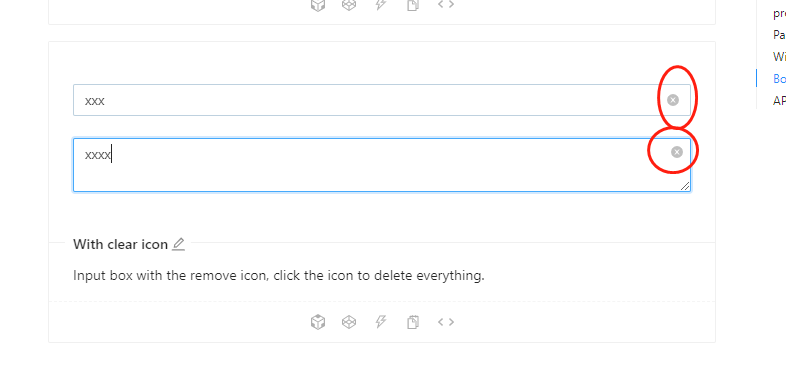 xxx
xxxx
With clear icon
Input box with the remove icon, click the icon to delete everything.
pr
Pa
Wi
Bo
AP